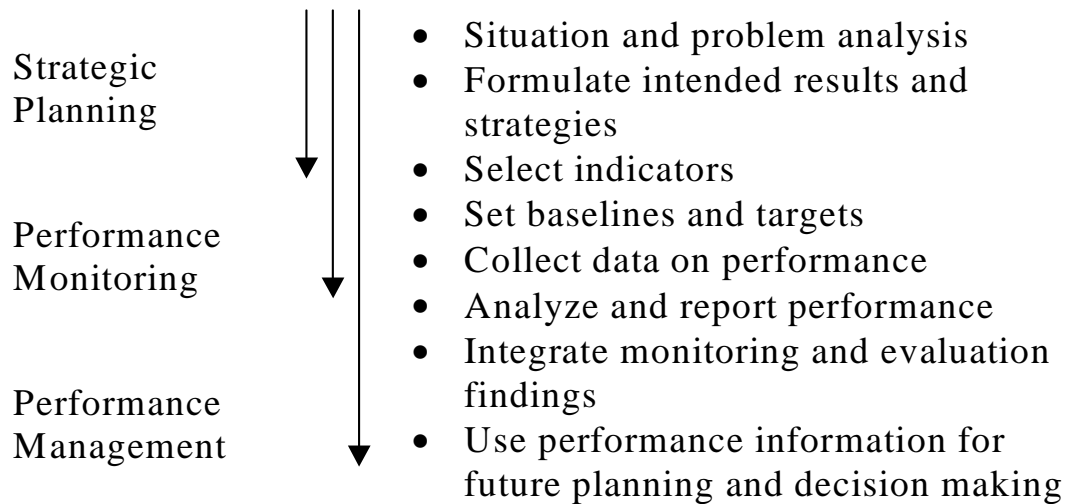 Strategic
Planning
Performance
Monitoring
Performance
Management
• Situation and problem analysis
• Formulate intended results and
strategies
• Select indicators
• Set baselines and targets
• Collect data on performance
• Analyze and report performance
• Integrate monitoring and evaluation
findings
• Use performance information for
future planning and decision making